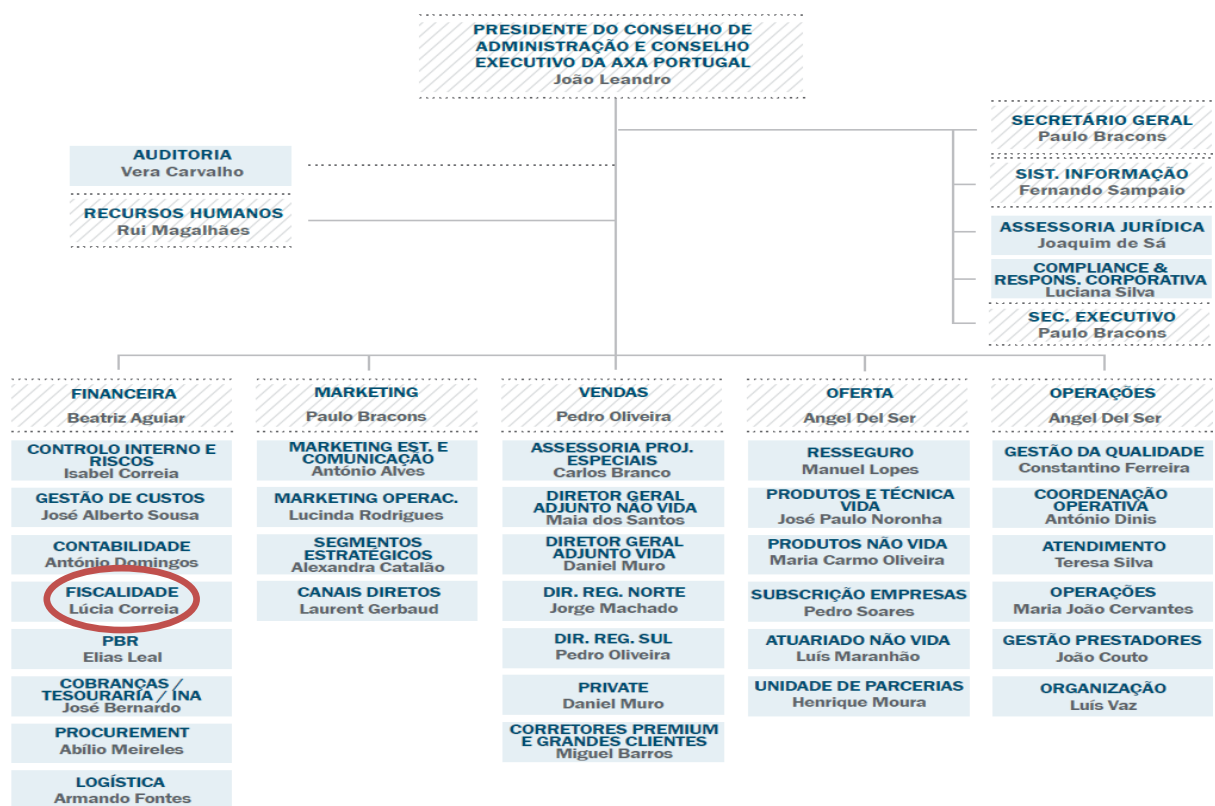 PRESIDENTE DO CONSELHO DE
ADMINISTRAÇÃO E CONSELHO
EXECUTIVO DA AXA PORTUGAL
João Leandro
SECRETÁRIO GERAL
Paulo Bracons
AUDITORIA
Vera Carvalho
SIST. INFORMAÇÃO
Fernando Sampaio
RECURSOS HUMANOS
Rui Magalhães
ASSESSORIA JURÍDICA
Joaquim de Sá
COMPLIANCE &
RESPONS. CORPORATIVA
Luciana Silva
SEC. EXECUTIVO
Paulo Bracons
FINANCEIRA
Beatriz Aguiar
CONTROLO INTERNO E
RISCOS
Isabel Correia
GESTÃO DE CUSTOS
José Alberto Sousa
CONTABILIDADE
António Domingos
FISCALIDADE
Lúcia Correia
PBR
Elias Leal
COBRANÇAS /
TESOURARIA / INA
José Bernardo
PROCUREMENT
Abílio Meireles
LOGÍSTICA
Armando Fontes
MARKETING
Paulo Bracons
MARKETING EST. E
COMUNICAÇÃO
António Alves
MARKETING OPERAC.
Lucinda Rodrigues
SEGMENTOS
ESTRATÉGICOS
Alexandra Catalão
CANAIS DIRETOS
Laurent Gerbaud
VENDAS
Pedro Oliveira
ASSESSORIA PROJ.
ESPECIAIS
Carlos Branco
DIRETOR GERAL
ADJUNTO NÃO VIDA
Maia dos Santos
DIRETOR GERAL
ADJUNTO VIDA
Daniel Muro
DIR. REG. NORTE
Jorge Machado
DIR. REG. SUL
Pedro Oliveira
PRIVATE
Daniel Muro
CORRETORES PREMIUM
E GRANDES CLIENTES
Miguel Barros
OFERTA
Angel Del Ser
RESSEGURO
Manuel Lopes
PRODUTOS E TÉCNICA
VIDA
José Paulo Noronha
PRODUTOS NÃO VIDA
Maria Carmo Oliveira
SUBSCRIÇÃO EMPRESAS
Pedro Soares
ATUARIADO NÃO VIDA
Luís Maranhão
UNIDADE DE PARCERIAS
Henrique Moura
OPERAÇÕES
Angel Del Ser
GESTÃO DA QUALIDADE
Constantino Ferreira
COORDENAÇÃO
OPERATIVA
António Dinis
ATENDIMENTO
Teresa Silva
OPERAÇÕES
Maria João Cervantes
GESTÃO PRESTADORES
João Couto
ORGANIZAÇÃO
Luís Vaz